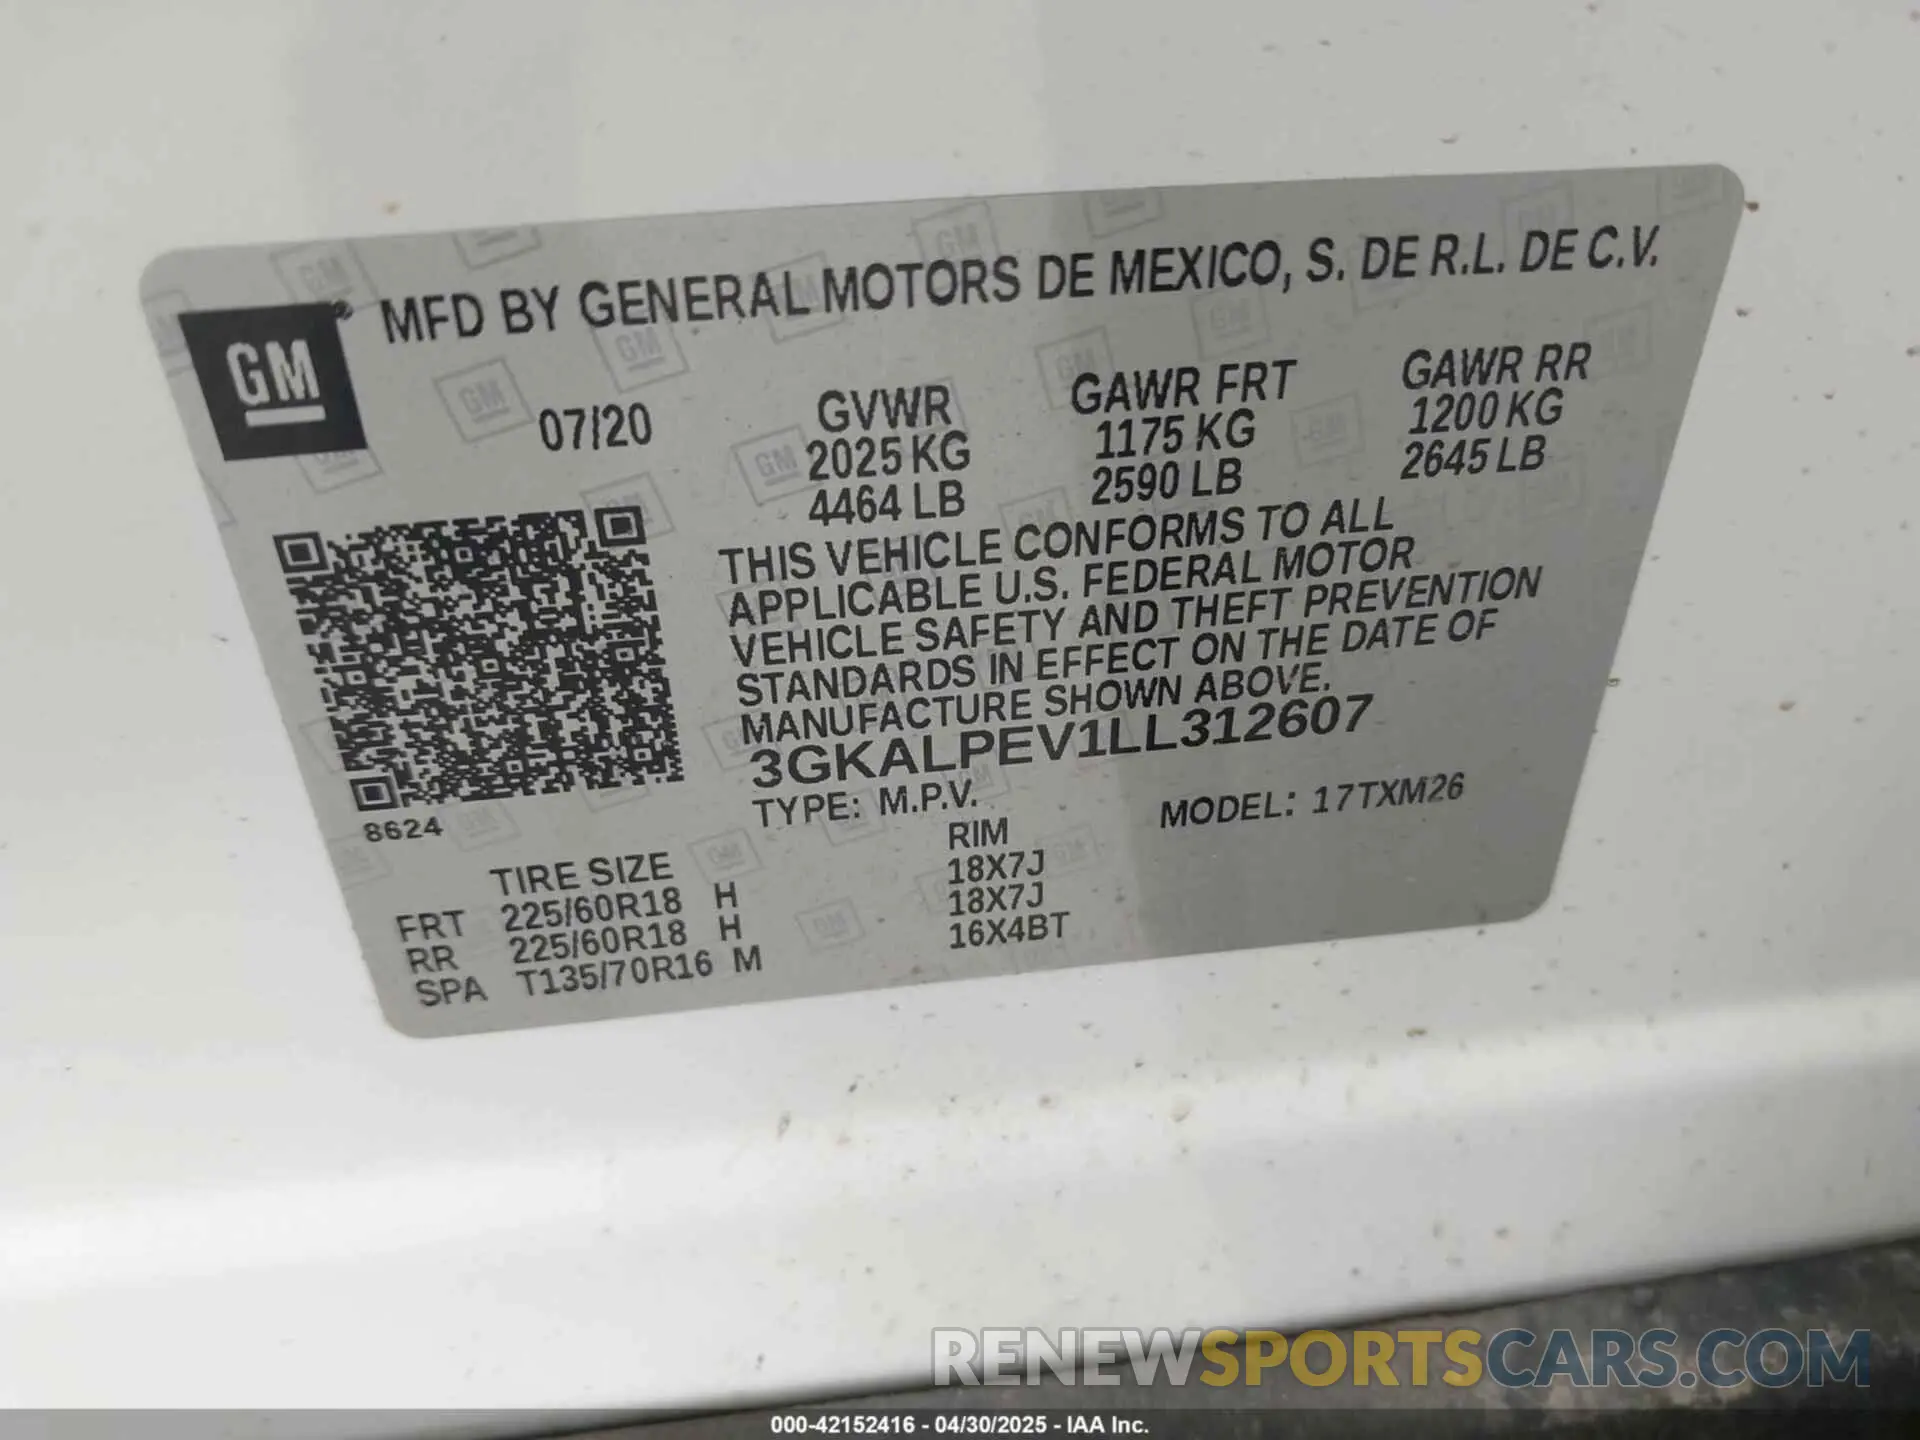 GM® MFD BY GENERAL MOTORS DE MEXICO, S. DE R.L. DE C.V.
07/20 GVWR GAWR FRT GAWR RR
2025 KG 1175 KG 1200 KG
4464 LB 2590 LB 2645 LB
THIS VEHICLE CONFORMS TO ALL
APPLICABLE U.S. FEDERAL MOTOR
VEHICLE SAFETY AND THEFT PREVENTION
STANDARDS IN EFFECT ON THE DATE OF
MANUFACTURE SHOWN ABOVE.
3GKALPEV1LL312607
8624
TYPE: M.P.V. MODEL: 17TXM26
TIRE SIZE RIM
FRT 225/60R18 H 18X7J
RR 225/60R18 H 18X7J
SPA T135/70R16 M 16X4BT
RENEWSPORTSCARS.COM
000-42152416 - 04/30/2025 - IAA Inc.